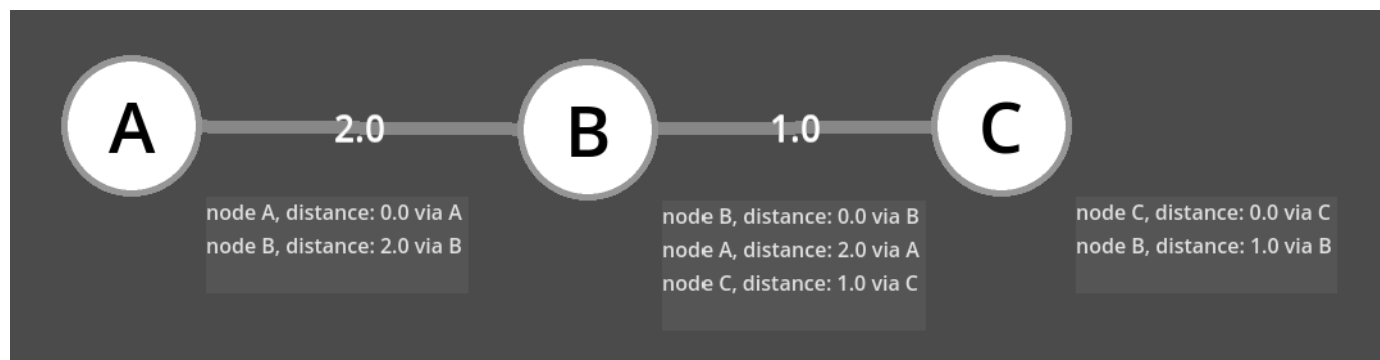 A
2.0
B
1.0
C
node A, distance: 0.0 via A
node B, distance: 2.0 via B
node B, distance: 0.0 via B
node A, distance: 2.0 via A
node C, distance: 1.0 via C
node C, distance: 0.0 via C
node B, distance: 1.0 via B